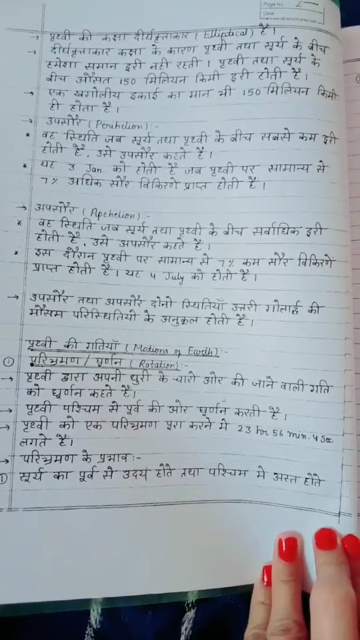 Page No. 2
Date
→ पृथ्वी की कक्षा दीर्घवृत्ताकार (Elliptical) है।
→ दीर्घवृत्ताकार कक्षा के कारण पृथ्वी तथा सूर्य के बीच
हमेशा समान दूरी नहीं रहती। पृथ्वी तथा सूर्य के
बीच औसत 150 मिलियन किमी दूरी होती है।
→ एक खगोलीय इकाई का मान भी 150 मिलियन किमी
ही होता है।
→ उपसौर (Perihelion) :-
* वह स्थिति जब सूर्य तथा पृथ्वी के बीच सबसे कम दूरी
होती है, उसे उपसौर कहते है।
* यह 3 Jan. को होती है जब पृथ्वी पर सामान्य से
7% अधिक सौर विकिरण प्राप्त होती है।
→ अपसौर (Aphelion) :-
* वह स्थिति जब सूर्य तथा पृथ्वी के बीच सर्वाधिक दूरी
होती है, उसे अपसौर कहते है।
* इस दौरान पृथ्वी पर सामान्य से 7% कम सौर विकिरण
प्राप्त होती है। यह 4 July को होती है।
→ उपसौर तथा अपसौर दोनों स्थितियाँ उत्तरी गोलार्द्ध की
मौसम परिस्थितियों के अनुकूल होती है।
पृथ्वी की गतियाँ (Motions of Earth) :-
① परिभ्रमण / घूर्णन (Rotation) :-
→ पृथ्वी द्वारा अपनी धुरी के चारों ओर की जाने वाली गति
को घूर्णन कहते है।
→ पृथ्वी पश्चिम से पूर्व की ओर घूर्णन करती है।
→ पृथ्वी को एक परिभ्रमण पूरा करने में 23 hr 56 min. 4 Sec
लगते है।
→ परिभ्रमण के प्रभाव :-
① सूर्य का पूर्व से उदय होते तथा पश्चिम में अस्त होते